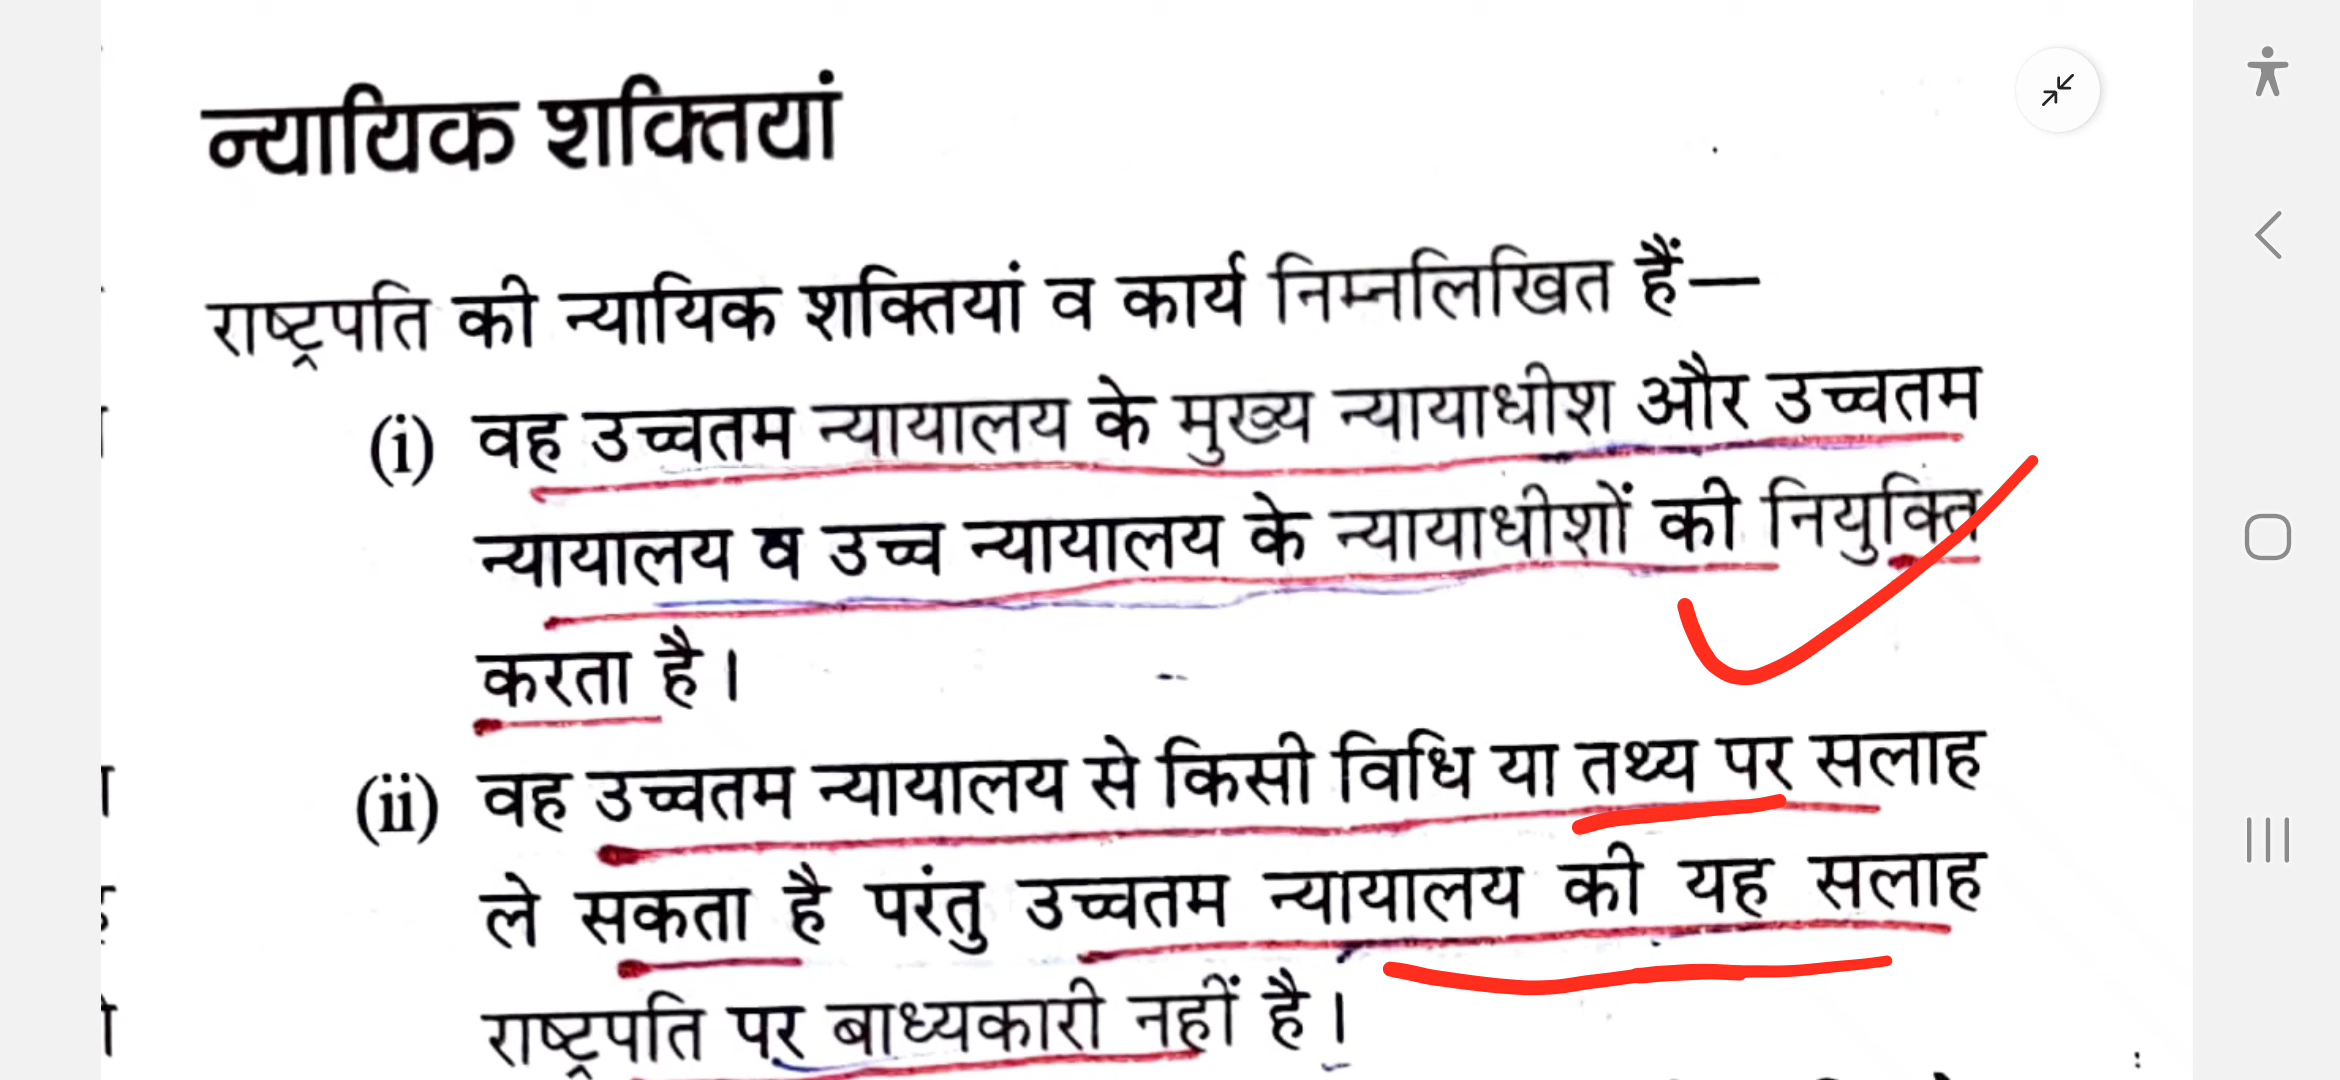 न्यायिक शक्तियां
राष्ट्रपति की न्यायिक शक्तियां व कार्य निम्नलिखित हैं—
(i) वह उच्चतम न्यायालय के मुख्य न्यायाधीश और उच्चतम
न्यायालय व उच्च न्यायालय के न्यायाधीशों की नियुक्ति
करता है।
(ii) वह उच्चतम न्यायालय से किसी विधि या तथ्य पर सलाह
ले सकता है परंतु उच्चतम न्यायालय की यह सलाह
राष्ट्रपति पर बाध्यकारी नहीं है।